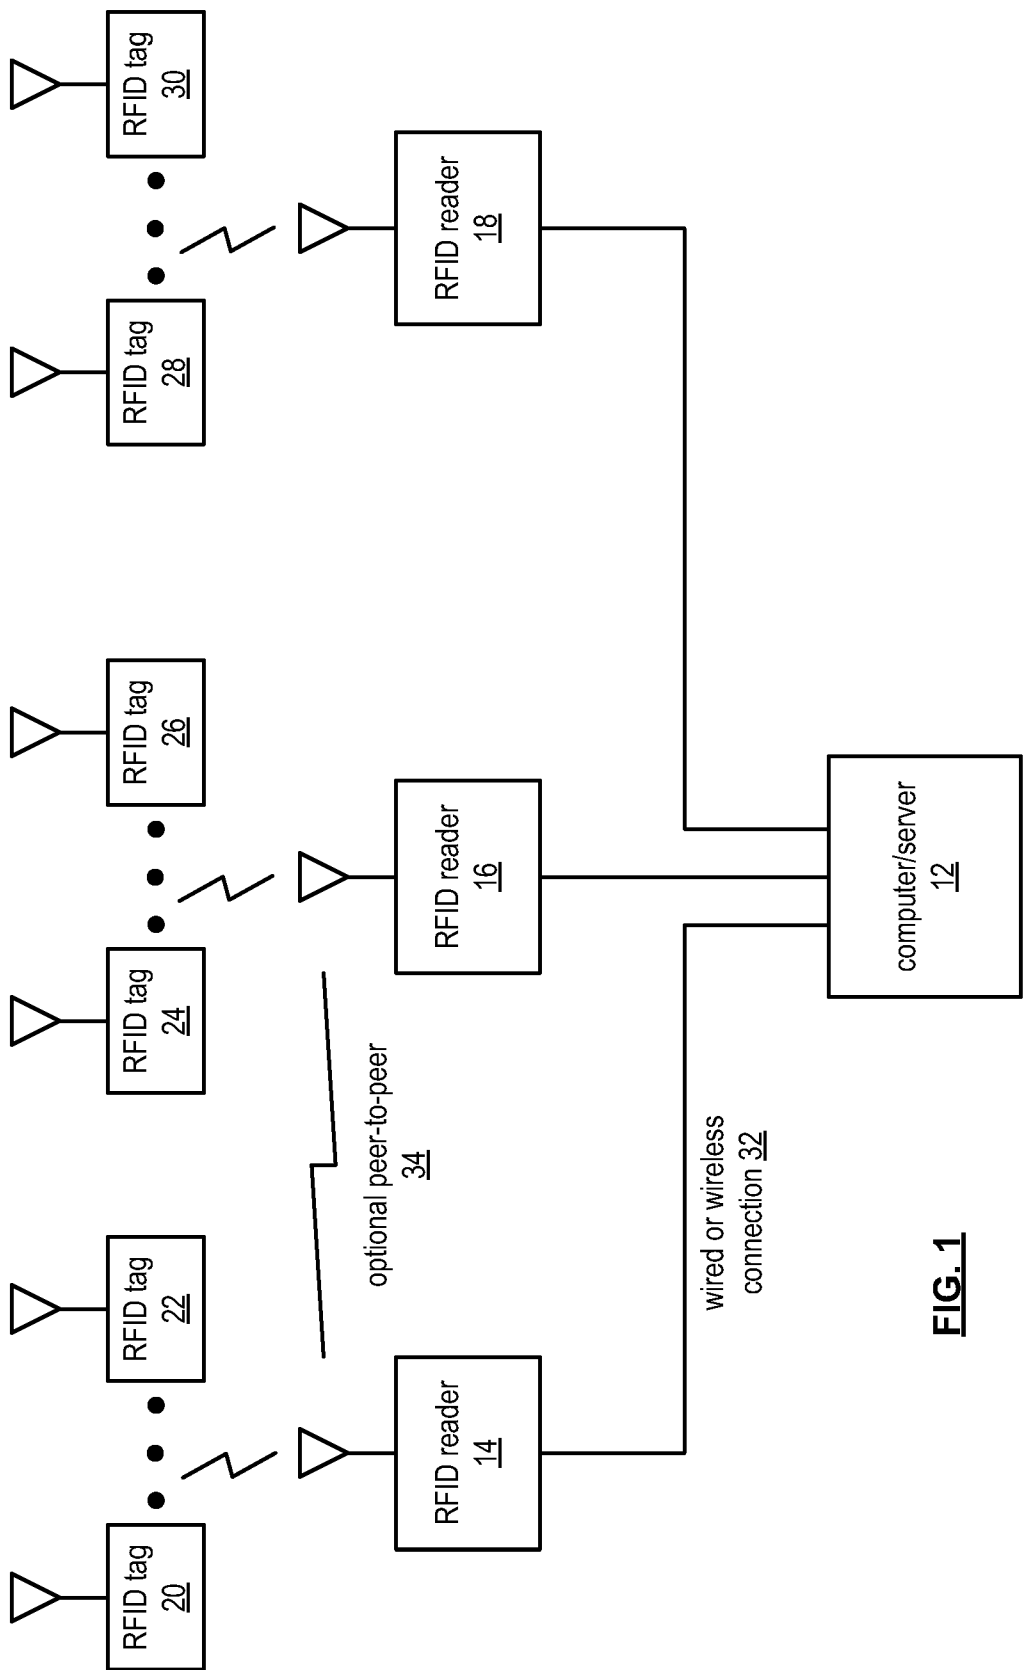 RFID tag
20
RFID tag
22
RFID tag
24
RFID tag
26
RFID tag
28
RFID tag
30
optional peer-to-peer
34
RFID reader
14
RFID reader
16
RFID reader
18
wired or wireless
connection 32
computer/server
12
FIG. 1